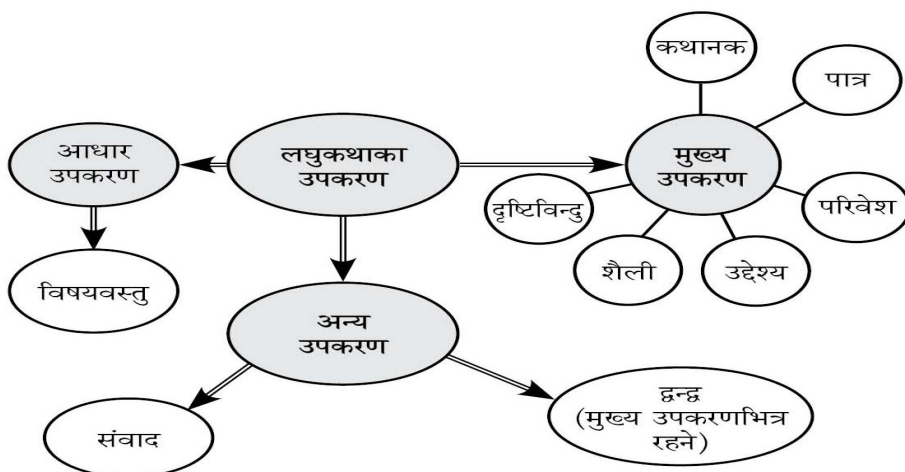 कथानक
पात्र
आधार
उपकरण
लघुकथाका
उपकरण
मुख्य
उपकरण
दृष्टिविन्दु
परिवेश
शैली
उद्देश्य
विषयवस्तु
अन्य
उपकरण
संवाद
द्वन्द्व
(मुख्य उपकरणभित्र
रहने)